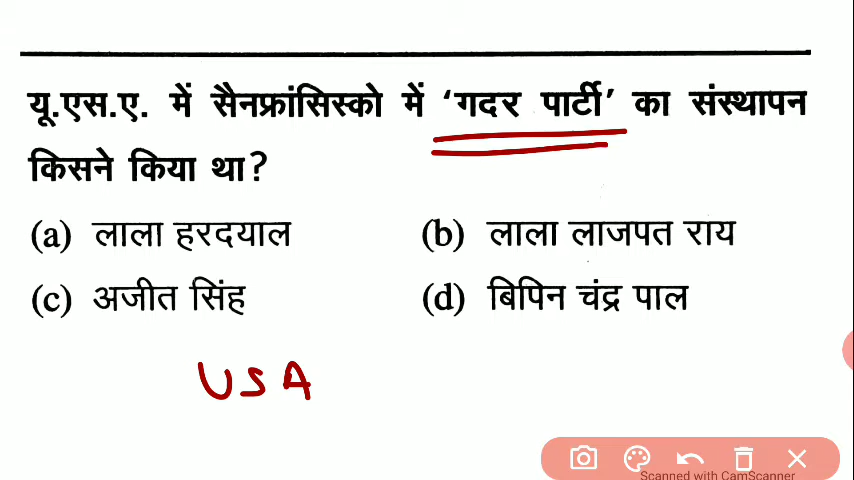 यू.एस.ए. में सैनफ्रांसिस्को में ‘गदर पार्टी’ का संस्थापन
किसने किया था?
(a) लाला हरदयाल (b) लाला लाजपत राय
(c) अजीत सिंह (d) बिपिन चंद्र पाल
USA
Scanned with CamScanner